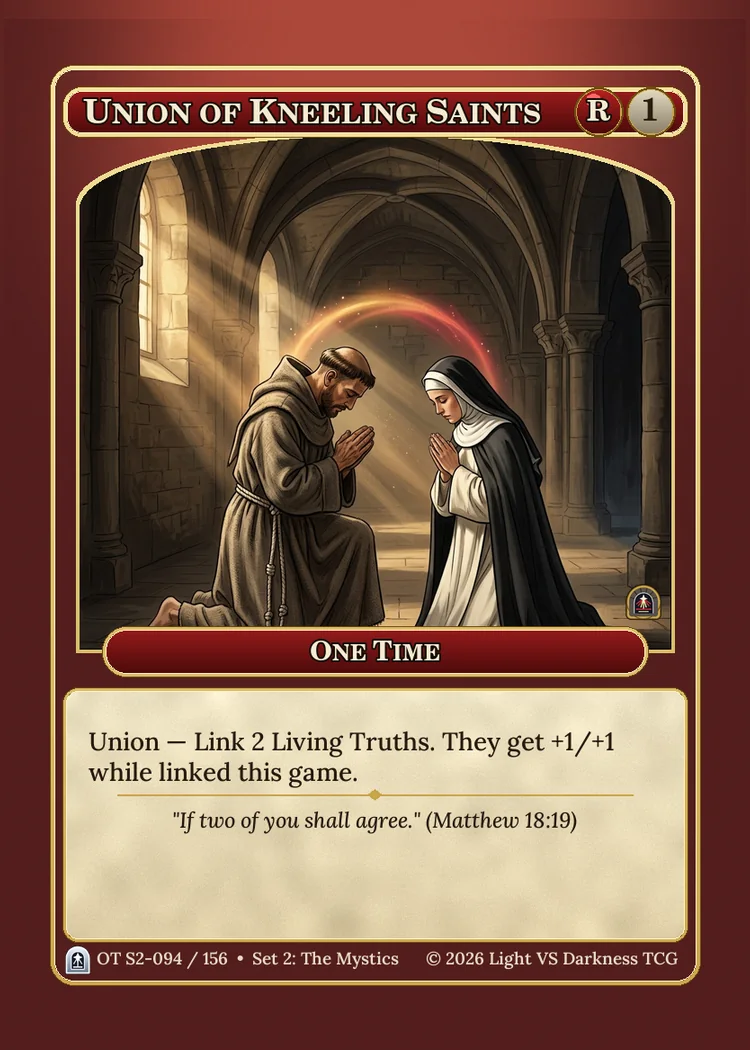 Union of Kneeling Saints R 1
One Time
Union — Link 2 Living Truths. They get +1/+1
while linked this game.
"If two of you shall agree." (Matthew 18:19)
OT S2-094 / 156 • Set 2: The Mystics © 2026 Light VS Darkness TCG